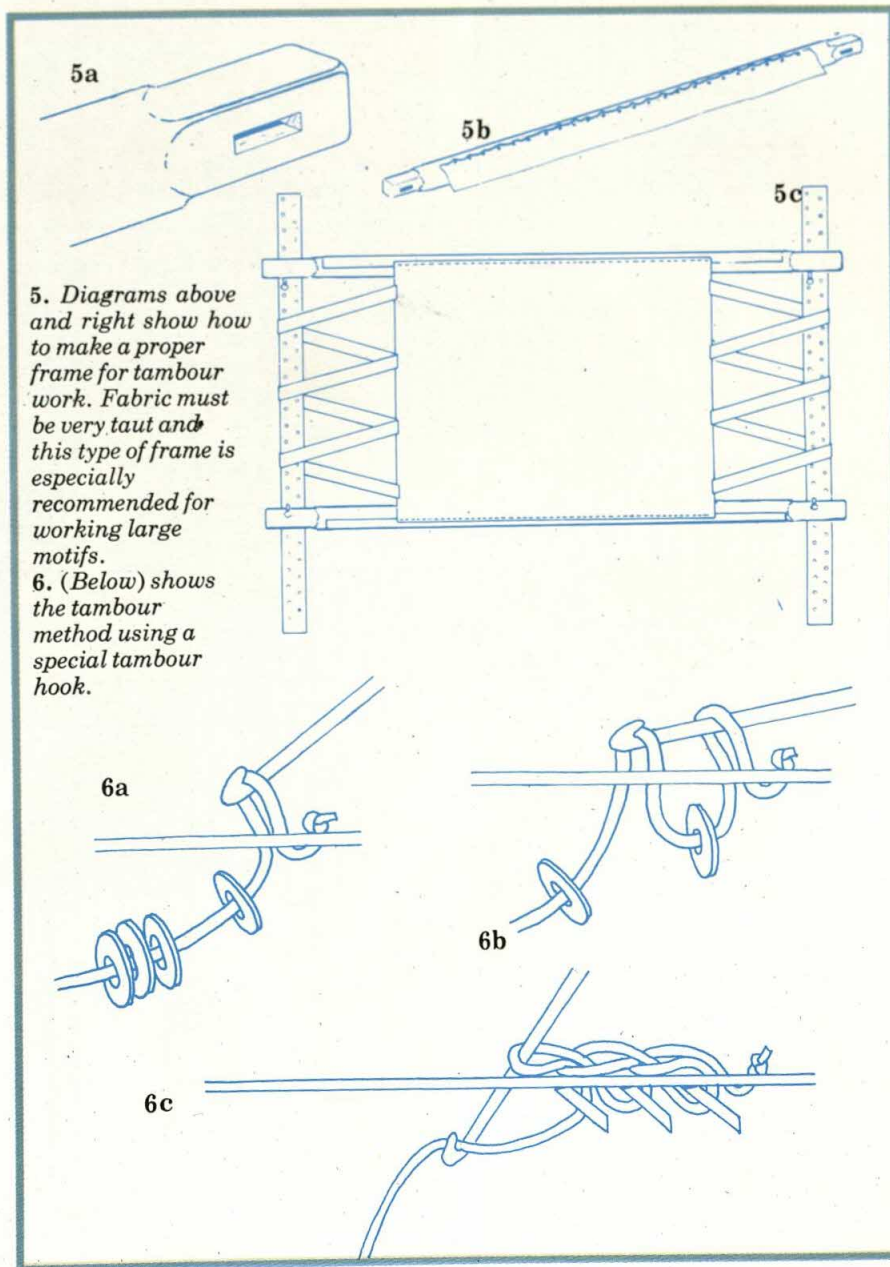 5a
5b
5c
5. Diagrams above
and right show how
to make a proper
frame for tambour
work. Fabric must
be very taut and
this type of frame is
especially
recommended for
working large
motifs.
6. (Below) shows
the tambour
method using a
special tambour
hook.
6a
6b
6c